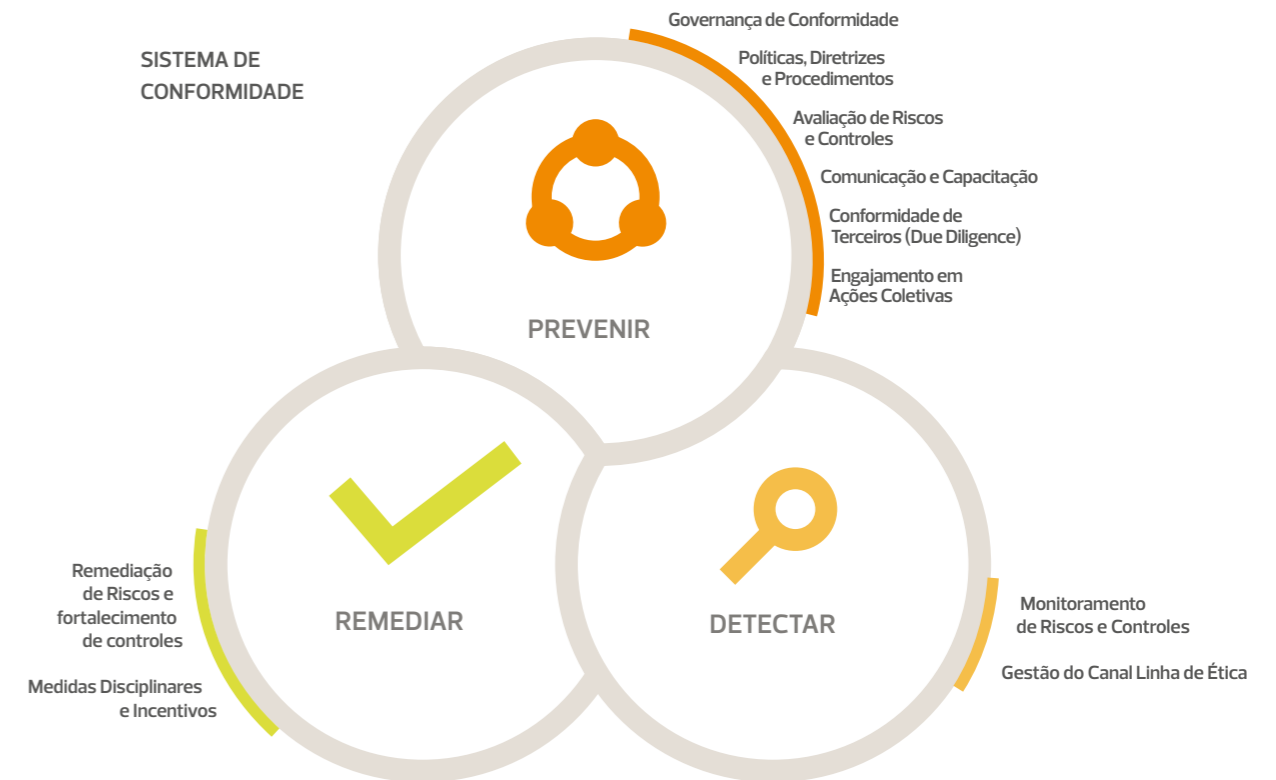 SISTEMA DE
CONFORMIDADE
Governança de Conformidade
Políticas, Diretrizes
e Procedimentos
Avaliação de Riscos
e Controles
Comunicação e Capacitação
Conformidade de
Terceiros (Due Diligence)
Engajamento em
Ações Coletivas
PREVENIR
REMEDIAR
Remediação
de Riscos e
fortalecimento
de controles
Medidas Disciplinares
e Incentivos
DETECTAR
Monitoramento
de Riscos e Controles
Gestão do Canal Linha de Ética